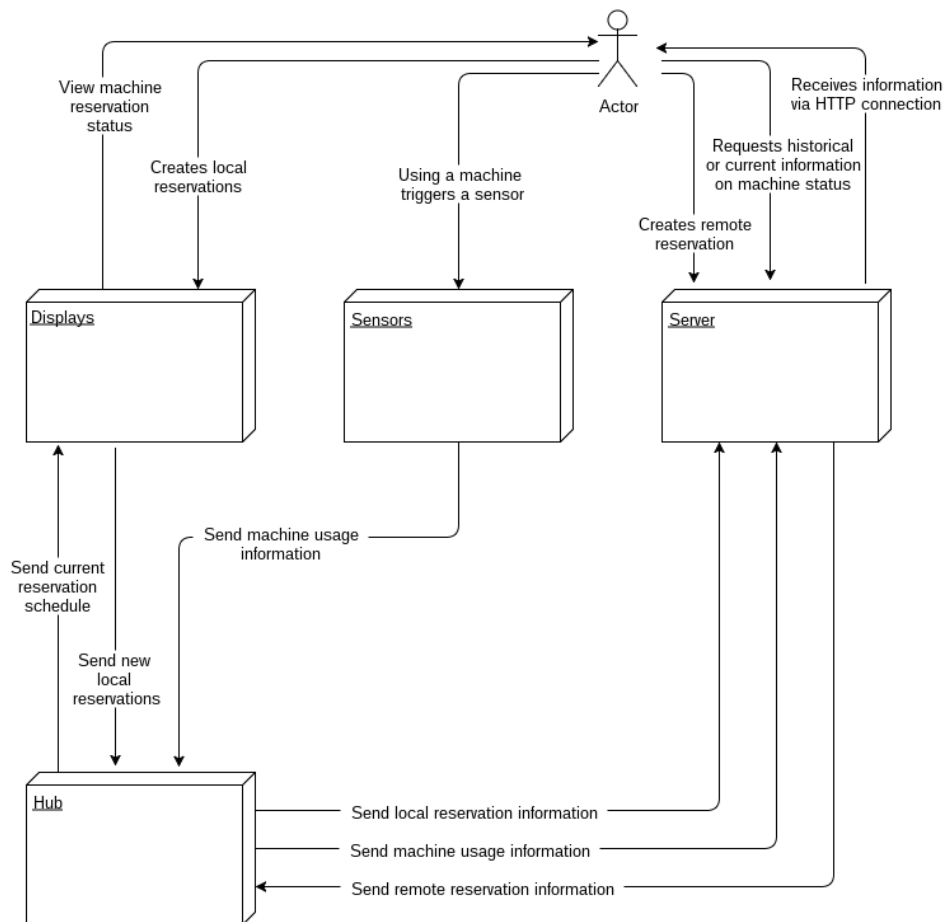 Actor
View machine
reservation
status
Creates local
reservations
Using a machine
triggers a sensor
Creates remote
reservation
Requests historical
or current information
on machine status
Receives information
via HTTP connection
Displays
Sensors
Server
Send machine usage
information
Send current
reservation
schedule
Send new
local
reservations
Hub
Send local reservation information
Send machine usage information
Send remote reservation information